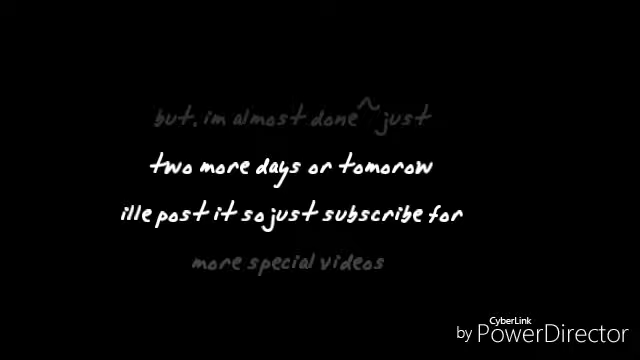 but. im almost done^ just
two more days or tomorow
ille post it so just subscribe for
more special videos
CyberLink
by PowerDirector